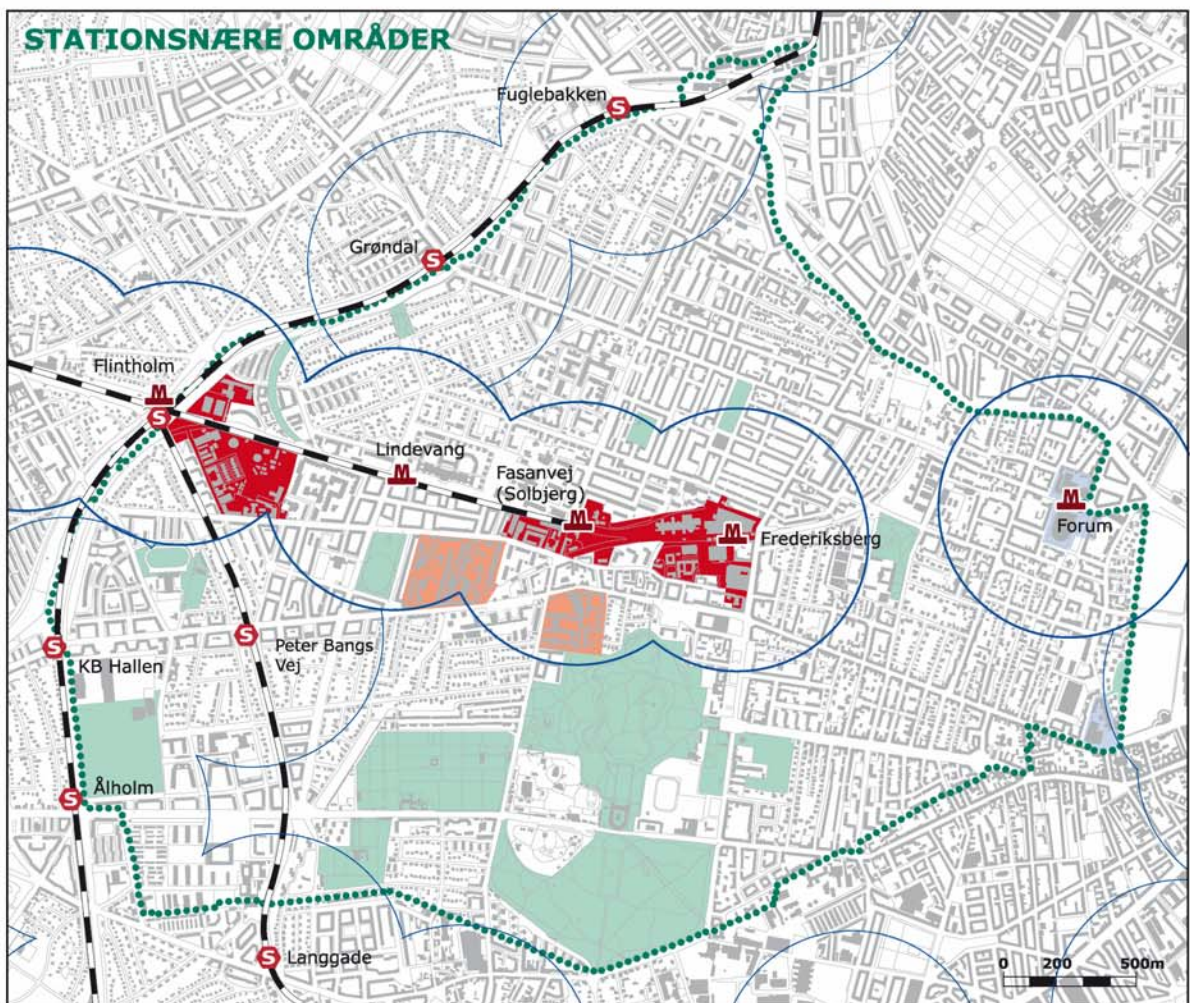 STATIONSNÆRE OMRÅDER
Fuglebakken
S
Grøndal
S
Flintholm
M
S
Lindevang
M
Fasanvej
(Solbjerg)
M
M
Frederiksberg
M
Forum
S
KB Hallen
S
Peter Bangs
Vej
S
Ålholm
S
Langgade
0 200 500m